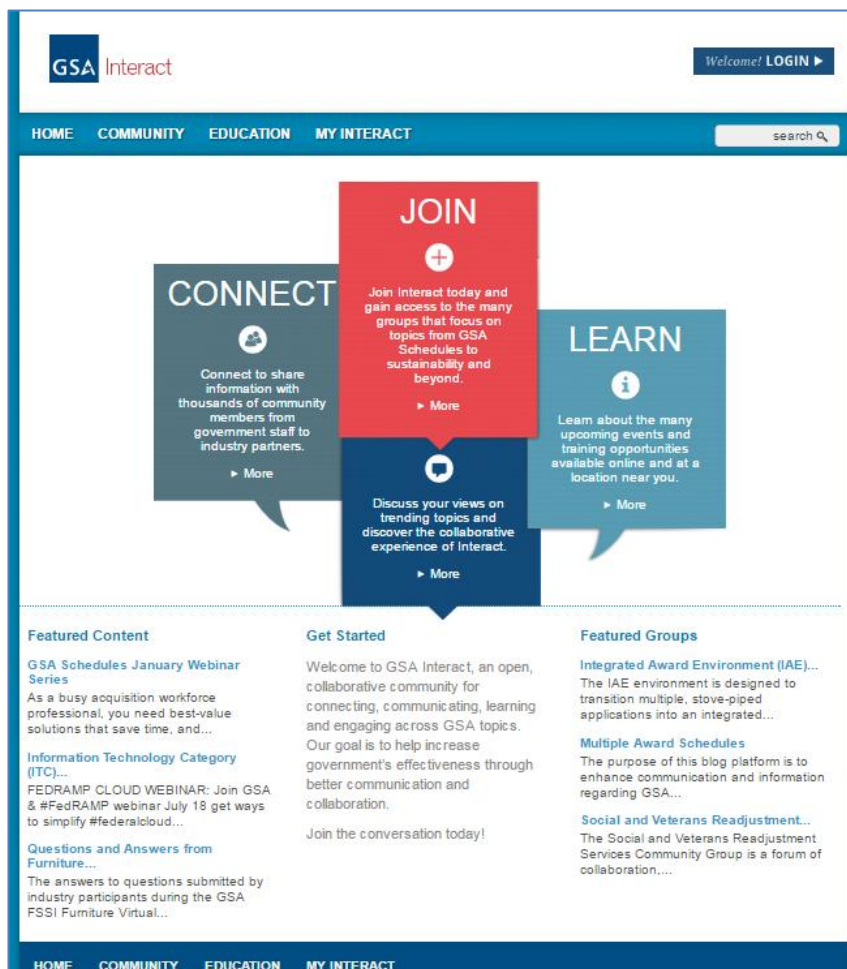 GSA Interact
Welcome! LOGIN
HOME COMMUNITY EDUCATION MY INTERACT
search
CONNECT
Connect to share
information with
thousands of community
members from
government staff to
industry partners.
More
JOIN
Join Interact today and
gain access to the many
groups that focus on
topics from GSA
Schedules to
sustainability and
beyond.
More
Discuss your views on
trending topics and
discover the collaborative
experience of Interact.
More
LEARN
Learn about the many
upcoming events and
training opportunities
available online and at a
location near you.
More
Featured Content
GSA Schedules January Webinar
Series
As a busy acquisition workforce
professional, you need best-value
solutions that save time, and...
Information Technology Category
(ITC)...
FEDRAMP CLOUD WEBINAR: Join GSA
& #FedRAMP webinar July 18 get ways
to simplify #federalcloud...
Questions and Answers from
Furniture...
The answers to questions submitted by
industry participants during the GSA
FSSI Furniture Virtual...
Get Started
Welcome to GSA Interact, an open,
collaborative community for
connecting, communicating, learning
and engaging across GSA topics.
Our goal is to help increase
government's effectiveness through
better communication and
collaboration.
Join the conversation today!
Featured Groups
Integrated Award Environment (IAE)...
The IAE environment is designed to
transition multiple, stove-piped
applications into an integrated...
Multiple Award Schedules
The purpose of this blog platform is to
enhance communication and information
regarding GSA...
Social and Veterans Readjustment...
The Social and Veterans Readjustment
Services Community Group is a forum of
collaboration,...
HOME COMMUNITY EDUCATION MY INTERACT